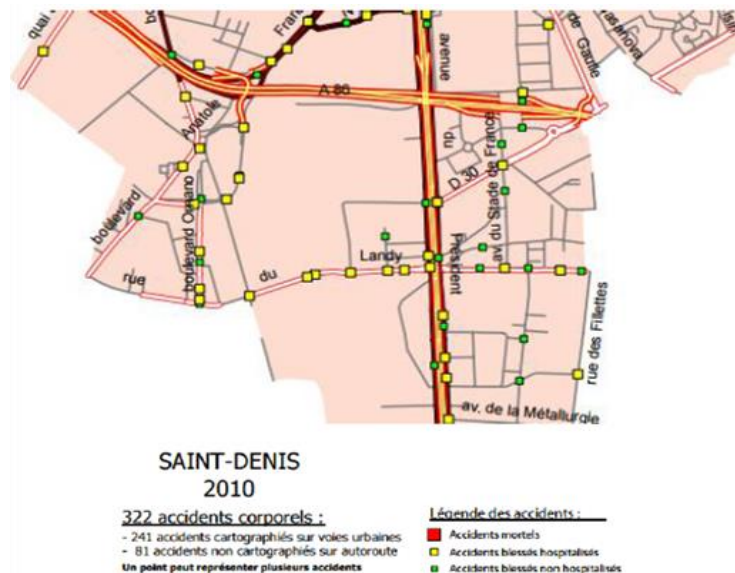 quai
Fran
avenue
de Gaulle
asanova
A 86
Anatole
du
av. du Stade de France
D 30
boulevard
boulevard Ornano
Landy
Président
rue
du
rue des Fillettes
av. de la Métallurgie
SAINT-DENIS
2010
322 accidents corporels :
- 241 accidents cartographiés sur voies urbaines
- 81 accidents non cartographiés sur autoroute
Un point peut représenter plusieurs accidents
Légende des accidents :
Accidents mortels
Accidents blessés hospitalisés
Accidents blessés non hospitalisés